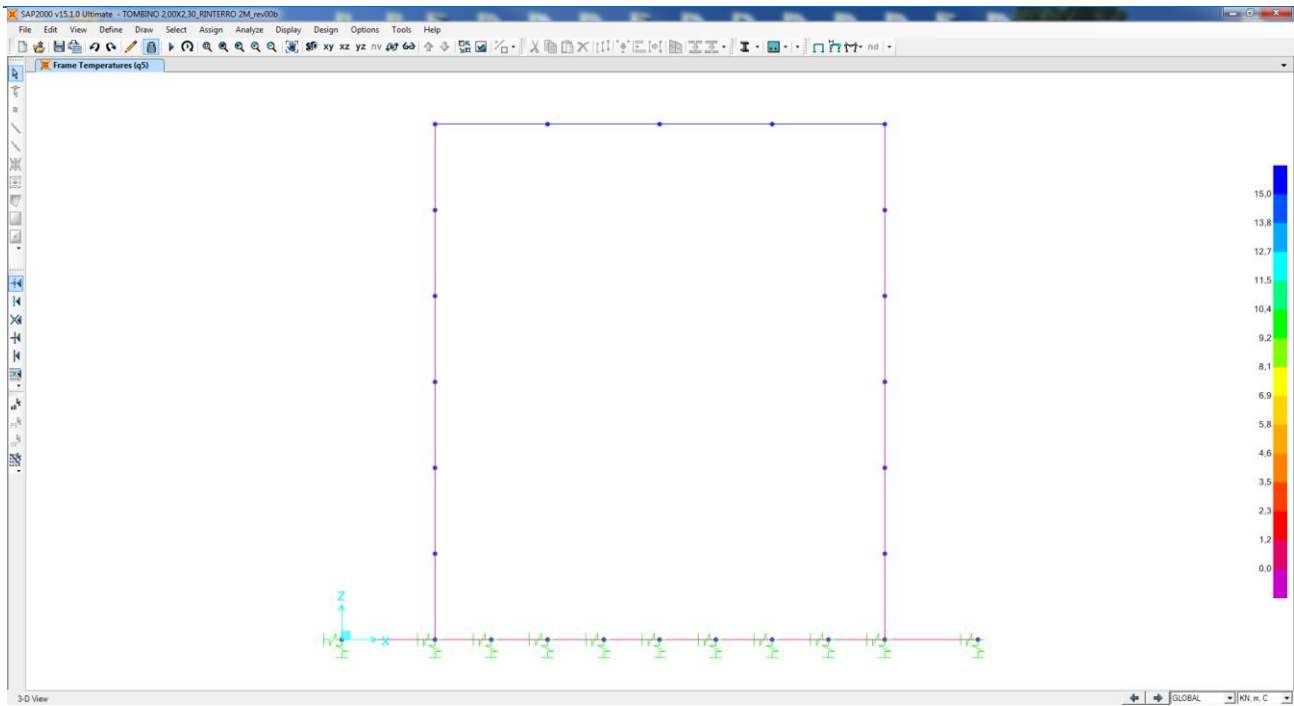 SAP2000 v15.1.0 Ultimate - TOMBINO 2,00X2,30_RINTERRO 2M_rev00b
File Edit View Define Draw Select Assign Analyze Display Design Options Tools Help
xy xz yz nv nd
Frame Temperatures (q5)
15,0
13,8
12,7
11,5
10,4
9,2
8,1
6,9
5,8
4,6
3,5
2,3
1,2
0,0
Z
X
3-D View GLOBAL KN, m, C